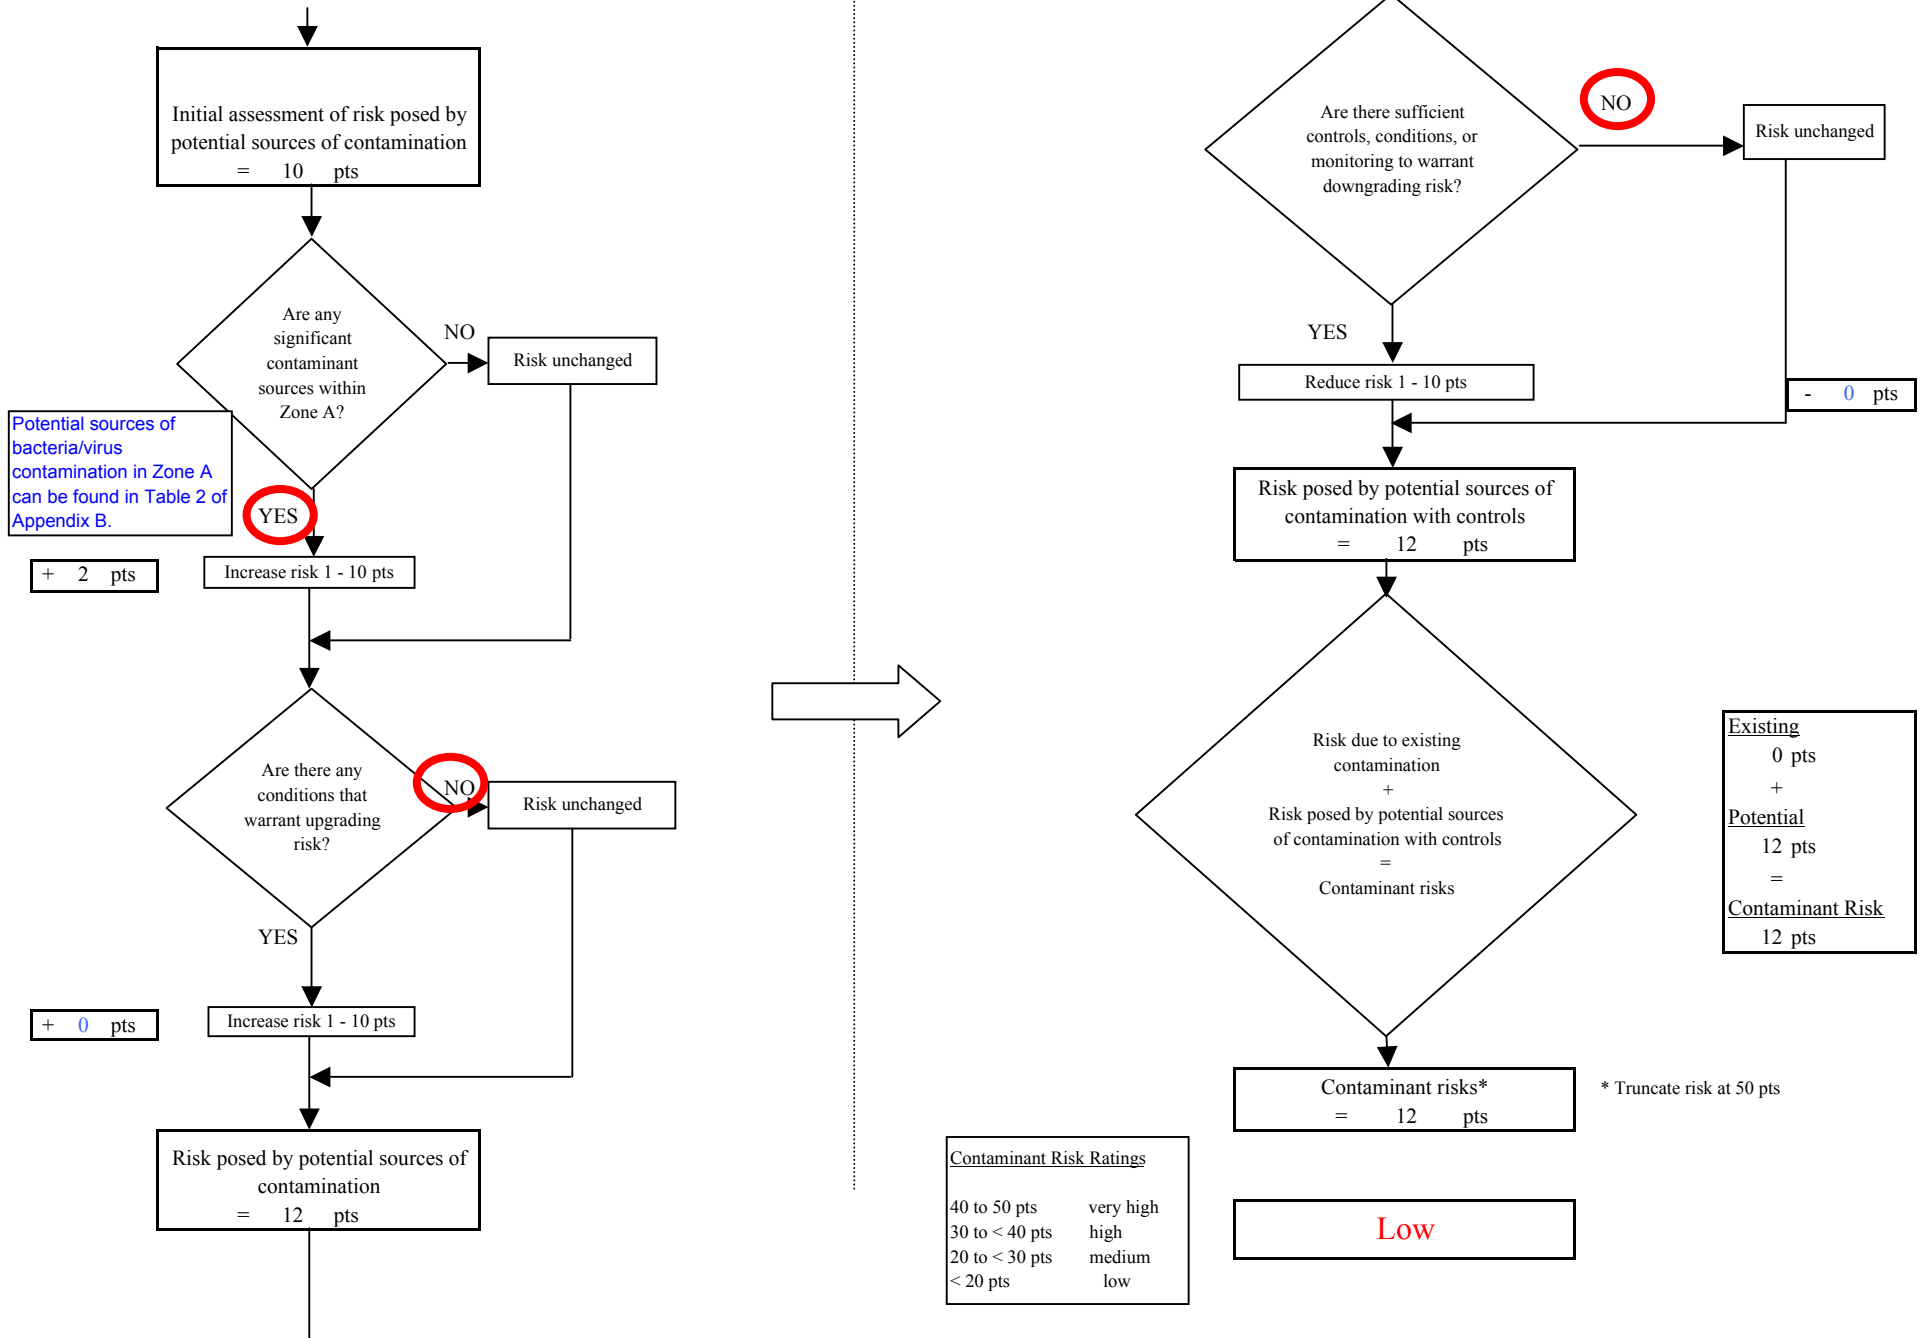 Initial assessment of risk posed by
potential sources of contamination
= 10 pts
Are any
significant
contaminant
sources within
Zone A?
NO
Risk unchanged
Potential sources of
bacteria/virus
contamination in Zone A
can be found in Table 2 of
Appendix B.
YES
+ 2 pts
Increase risk 1 - 10 pts
Are there any
conditions that
warrant upgrading
risk?
NO
Risk unchanged
YES
+ 0 pts
Increase risk 1 - 10 pts
Risk posed by potential sources of
contamination
= 12 pts
Are there sufficient
controls, conditions, or
monitoring to warrant
downgrading risk?
NO
Risk unchanged
YES
Reduce risk 1 - 10 pts
- 0 pts
Risk posed by potential sources of
contamination with controls
= 12 pts
Risk due to existing
contamination
+
Risk posed by potential sources
of contamination with controls
=
Contaminant risks
Existing
0 pts
+
Potential
12 pts
=
Contaminant Risk
12 pts
Contaminant risks*
= 12 pts
* Truncate risk at 50 pts
Contaminant Risk Ratings
40 to 50 pts very high
30 to < 40 pts high
20 to < 30 pts medium
< 20 pts low
Low